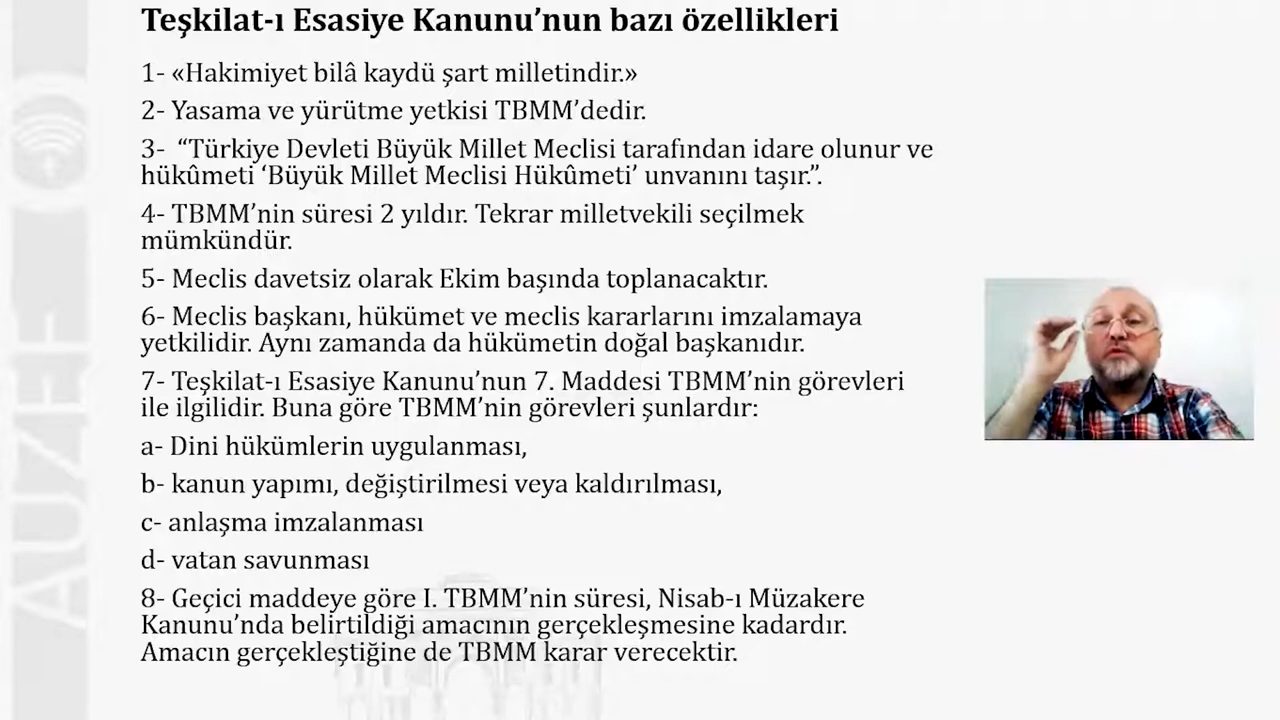 Teşkilat-ı Esasiye Kanunu’nun bazı özellikleri
1- «Hakimiyet bilâ kaydü şart milletindir.»
2- Yasama ve yürütme yetkisi TBMM’dedir.
3-  “Türkiye Devleti Büyük Millet Meclisi tarafından idare olunur ve
hükûmeti ‘Büyük Millet Meclisi Hükûmeti’ unvanını taşır.”.
4- TBMM’nin süresi 2 yıldır. Tekrar milletvekili seçilmek
mümkündür.
5- Meclis davetsiz olarak Ekim başında toplanacaktır.
6- Meclis başkanı, hükümet ve meclis kararlarını imzalamaya
yetkilidir. Aynı zamanda da hükümetin doğal başkanıdır.
7- Teşkilat-ı Esasiye Kanunu’nun 7. Maddesi TBMM’nin görevleri
ile ilgilidir. Buna göre TBMM’nin görevleri şunlardır:
a- Dini hükümlerin uygulanması,
b- kanun yapımı, değiştirilmesi veya kaldırılması,
c- anlaşma imzalanması
d- vatan savunması
8- Geçici maddeye göre I. TBMM’nin süresi, Nisab-ı Müzakere
Kanunu’nda belirtildiği amacının gerçekleşmesine kadardır.
Amacın gerçekleştiğine de TBMM karar verecektir.
AUZEF